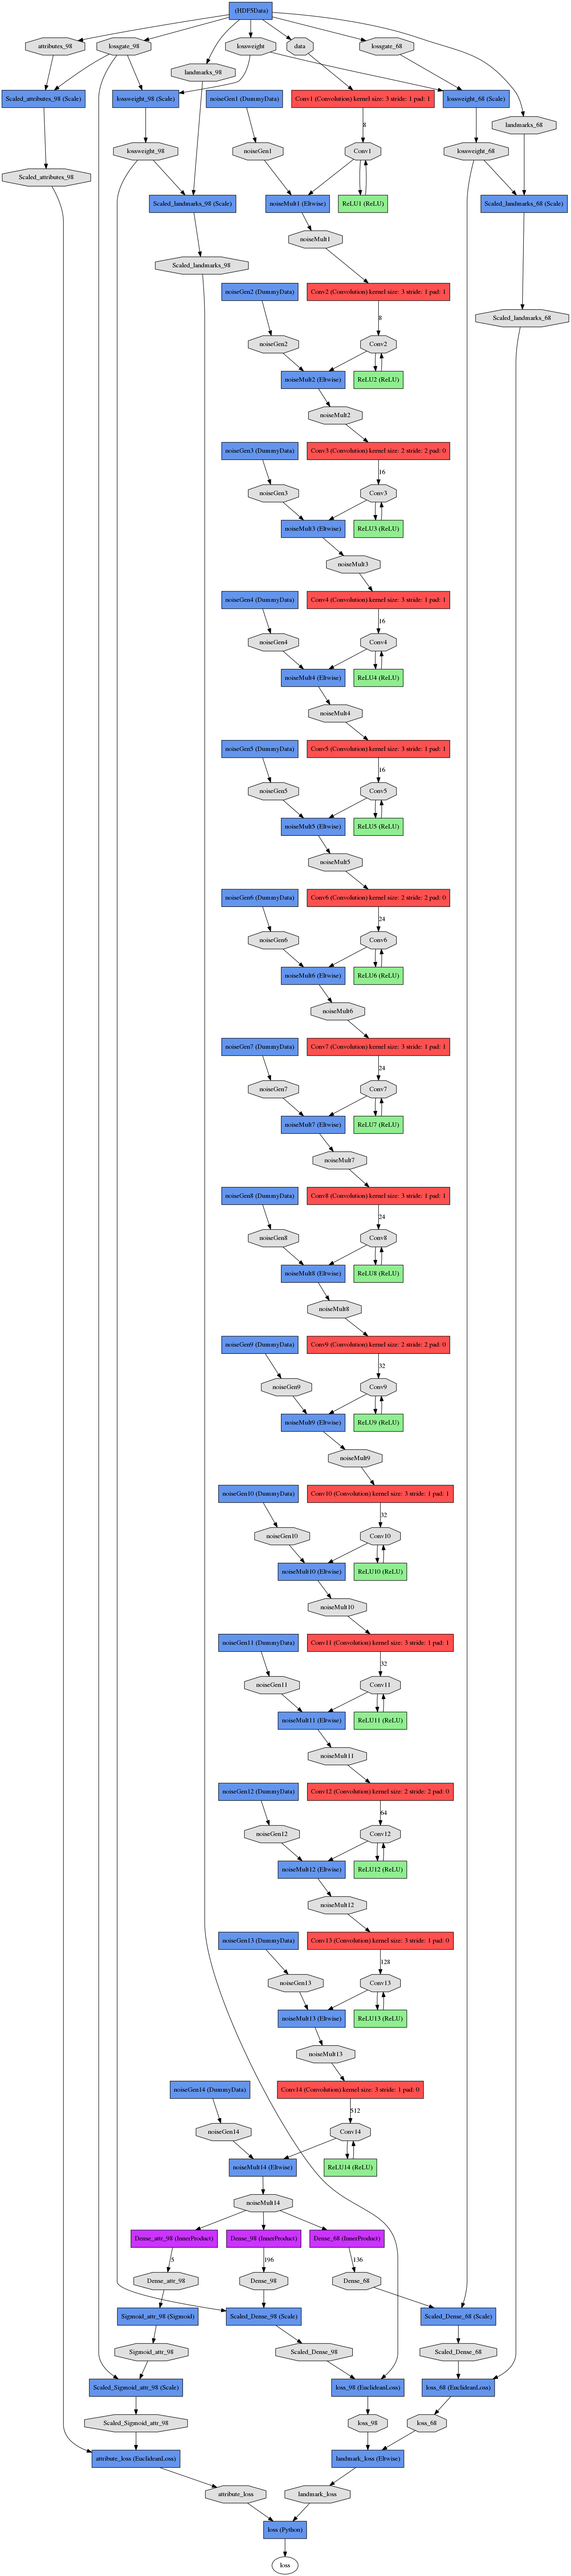 (HDF5Data)
attributes_98
lossgate_98
lossweight
data
lossgate_68
landmarks_98
Scaled_attributes_98 (Scale)
lossweight_98 (Scale)
noiseGen1 (DummyData)
Conv1 (Convolution) kernel size: 3 stride: 1 pad: 1
lossweight_68 (Scale)
landmarks_68
8
lossweight_98
noiseGen1
Conv1
lossweight_68
Scaled_attributes_98
Scaled_landmarks_98 (Scale)
noiseMult1 (Eltwise)
ReLU1 (ReLU)
Scaled_landmarks_68 (Scale)
noiseMult1
Scaled_landmarks_98
noiseGen2 (DummyData)
Conv2 (Convolution) kernel size: 3 stride: 1 pad: 1
8
Scaled_landmarks_68
noiseGen2
Conv2
noiseMult2 (Eltwise)
ReLU2 (ReLU)
noiseMult2
noiseGen3 (DummyData)
Conv3 (Convolution) kernel size: 2 stride: 2 pad: 0
16
noiseGen3
Conv3
noiseMult3 (Eltwise)
ReLU3 (ReLU)
noiseMult3
noiseGen4 (DummyData)
Conv4 (Convolution) kernel size: 3 stride: 1 pad: 1
16
noiseGen4
Conv4
noiseMult4 (Eltwise)
ReLU4 (ReLU)
noiseMult4
noiseGen5 (DummyData)
Conv5 (Convolution) kernel size: 3 stride: 1 pad: 1
16
noiseGen5
Conv5
noiseMult5 (Eltwise)
ReLU5 (ReLU)
noiseMult5
noiseGen6 (DummyData)
Conv6 (Convolution) kernel size: 2 stride: 2 pad: 0
24
noiseGen6
Conv6
noiseMult6 (Eltwise)
ReLU6 (ReLU)
noiseMult6
noiseGen7 (DummyData)
Conv7 (Convolution) kernel size: 3 stride: 1 pad: 1
24
noiseGen7
Conv7
noiseMult7 (Eltwise)
ReLU7 (ReLU)
noiseMult7
noiseGen8 (DummyData)
Conv8 (Convolution) kernel size: 3 stride: 1 pad: 1
24
noiseGen8
Conv8
noiseMult8 (Eltwise)
ReLU8 (ReLU)
noiseMult8
noiseGen9 (DummyData)
Conv9 (Convolution) kernel size: 2 stride: 2 pad: 0
32
noiseGen9
Conv9
noiseMult9 (Eltwise)
ReLU9 (ReLU)
noiseMult9
noiseGen10 (DummyData)
Conv10 (Convolution) kernel size: 3 stride: 1 pad: 1
32
noiseGen10
Conv10
noiseMult10 (Eltwise)
ReLU10 (ReLU)
noiseMult10
noiseGen11 (DummyData)
Conv11 (Convolution) kernel size: 3 stride: 1 pad: 1
32
noiseGen11
Conv11
noiseMult11 (Eltwise)
ReLU11 (ReLU)
noiseMult11
noiseGen12 (DummyData)
Conv12 (Convolution) kernel size: 2 stride: 2 pad: 0
64
noiseGen12
Conv12
noiseMult12 (Eltwise)
ReLU12 (ReLU)
noiseMult12
noiseGen13 (DummyData)
Conv13 (Convolution) kernel size: 3 stride: 1 pad: 0
128
noiseGen13
Conv13
noiseMult13 (Eltwise)
ReLU13 (ReLU)
noiseMult13
noiseGen14 (DummyData)
Conv14 (Convolution) kernel size: 3 stride: 1 pad: 0
512
noiseGen14
Conv14
noiseMult14 (Eltwise)
ReLU14 (ReLU)
noiseMult14
Dense_attr_98 (InnerProduct)
Dense_98 (InnerProduct)
Dense_68 (InnerProduct)
5
196
136
Dense_attr_98
Dense_98
Dense_68
Sigmoid_attr_98 (Sigmoid)
Scaled_Dense_98 (Scale)
Scaled_Dense_68 (Scale)
Sigmoid_attr_98
Scaled_Dense_98
Scaled_Dense_68
Scaled_Sigmoid_attr_98 (Scale)
loss_98 (EuclideanLoss)
loss_68 (EuclideanLoss)
Scaled_Sigmoid_attr_98
loss_98
loss_68
attribute_loss (EuclideanLoss)
landmark_loss (Eltwise)
attribute_loss
landmark_loss
loss (Python)
loss